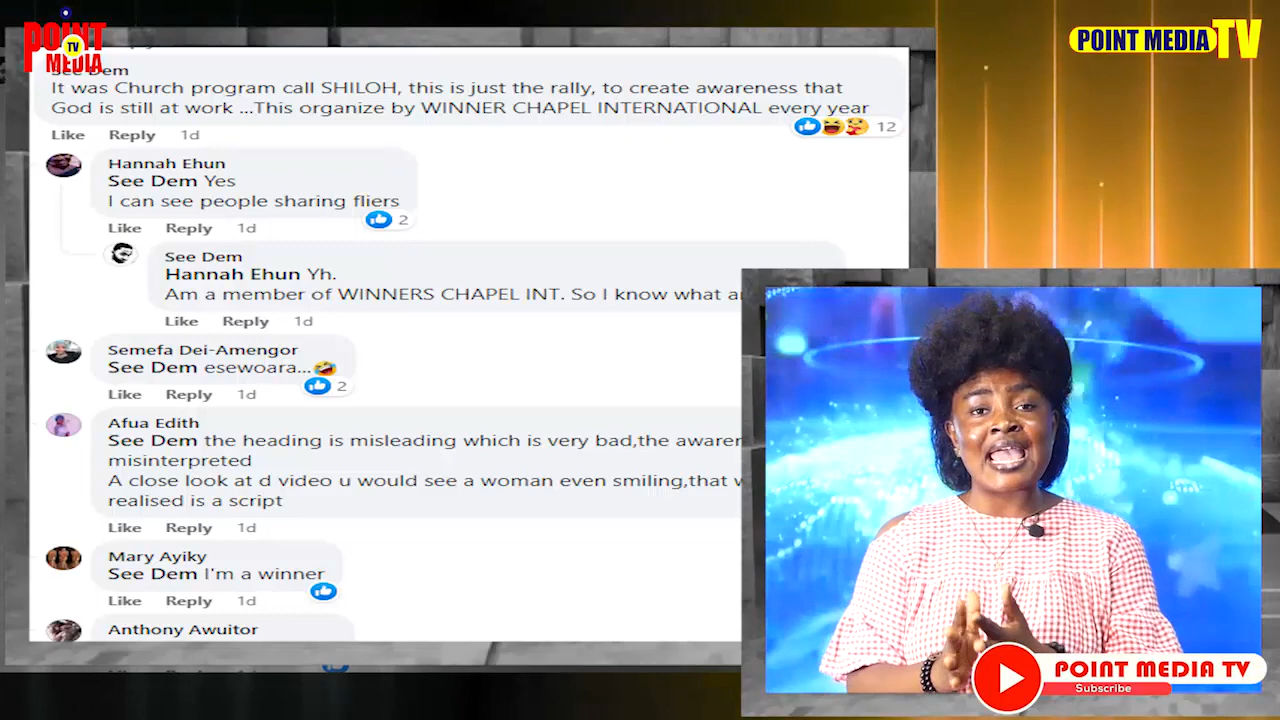 POINT
TV
MEDIA
POINT MEDIA TV
See Dem
It was Church program call SHILOH, this is just the rally, to create awareness that
God is still at work ...This organize by WINNER CHAPEL INTERNATIONAL every year
Like Reply 1d
12
Hannah Ehun
See Dem Yes
I can see people sharing fliers
Like Reply 1d
2
See Dem
Hannah Ehun Yh.
Am a member of WINNERS CHAPEL INT. So I know what
Like Reply 1d
Semefa Dei-Amengor
See Dem esewoara...
Like Reply 1d
2
Afua Edith
See Dem the heading is misleading which is very bad,the
misinterpreted
A close look at d video u would see a woman even smiling,that
realised is a script
Like Reply 1d
Mary Ayiky
See Dem I'm a winner
Like Reply 1d
Anthony Awuitor
POINT MEDIA TV
Subscribe